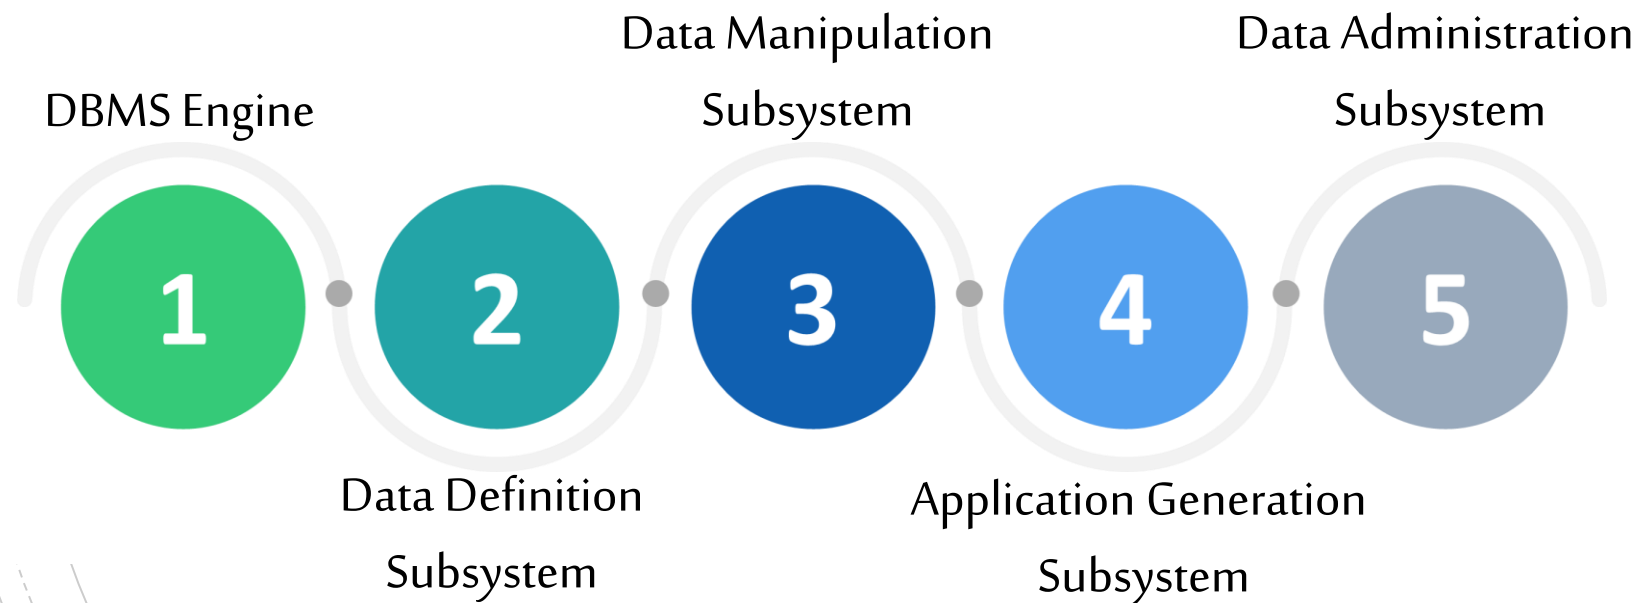 DBMS Engine
1
Data Definition
Subsystem
2
Data Manipulation
Subsystem
3
Application Generation
Subsystem
4
Data Administration
Subsystem
5